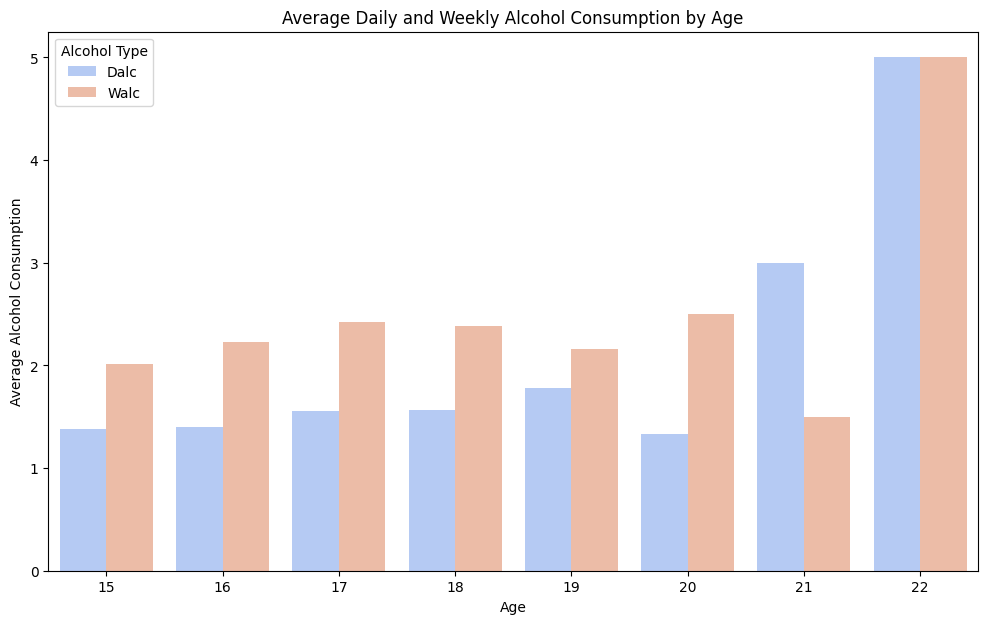 Average Daily and Weekly Alcohol Consumption by Age
Alcohol Type
Dalc
Walc
Average Alcohol Consumption
5
4
3
2
1
0
15 16 17 18 19 20 21 22
Age